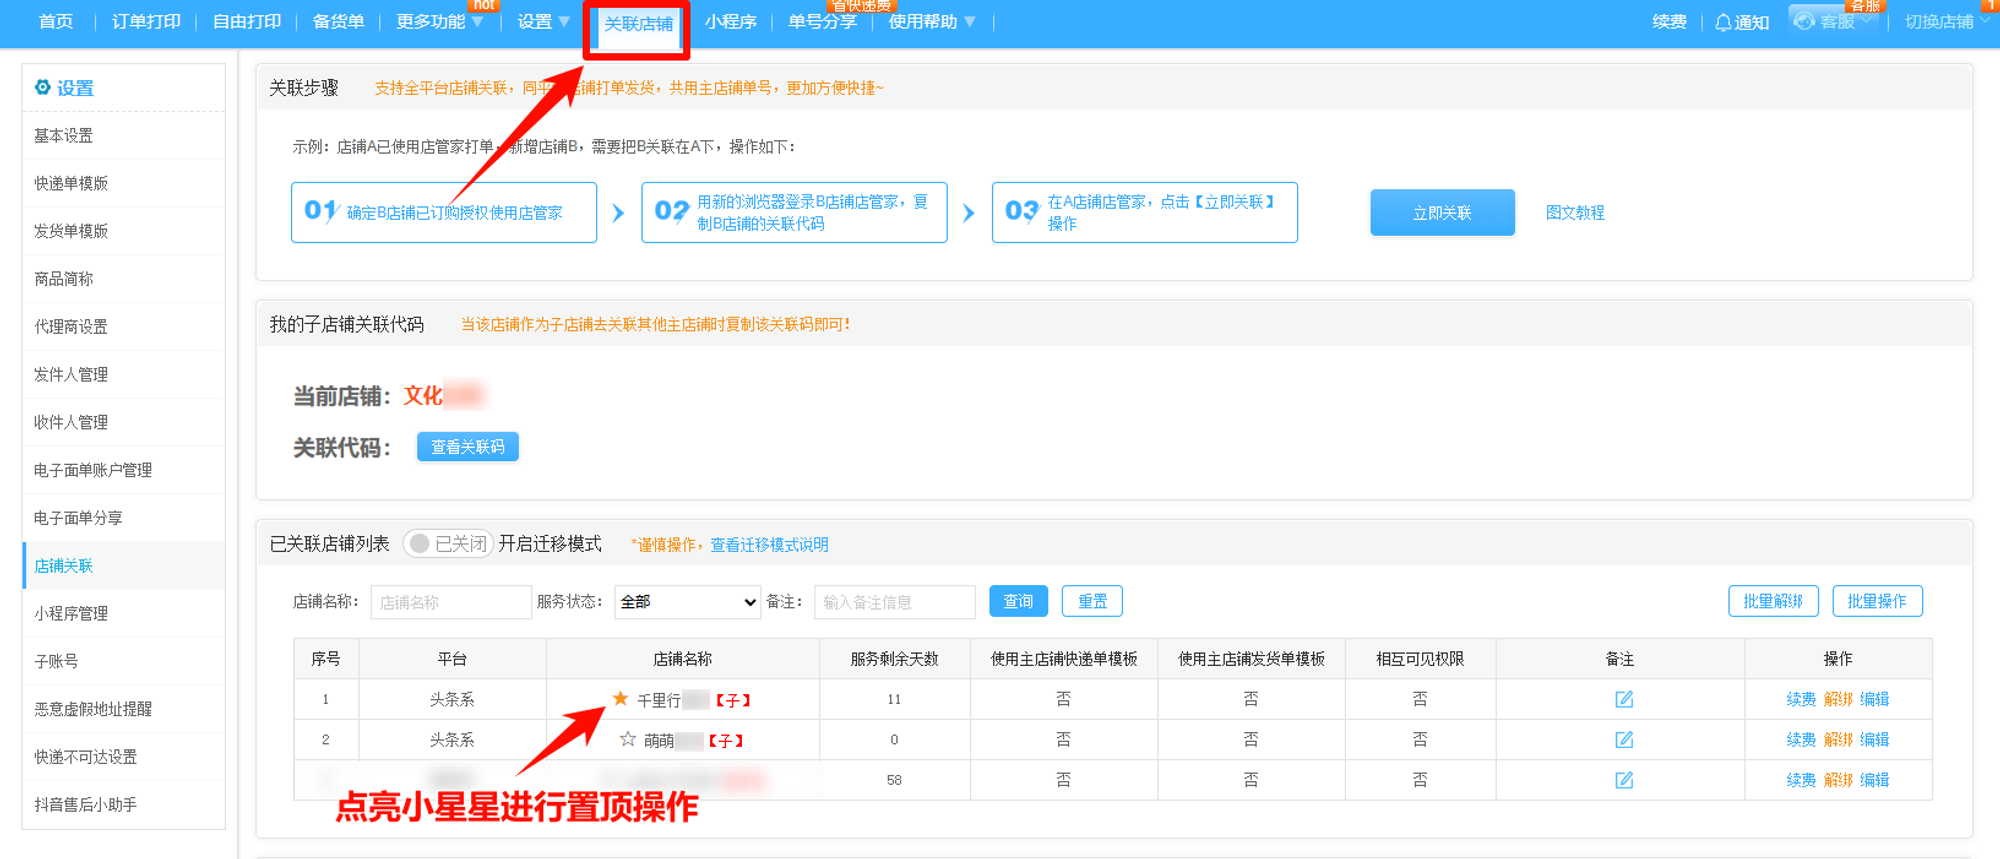 首页 订单打印 自由打印 备货单 更多功能 hot 设置 关联店铺 小程序 单号分享 省快递费 使用帮助 续费 通知 客服 客服 切换店铺 1
设置
基本设置
快递单模版
发货单模版
商品简称
代理商设置
发件人管理
收件人管理
电子面单账户管理
电子面单分享
店铺关联
小程序管理
子账号
恶意虚假地址提醒
快递不可达设置
抖音售后小助手
关联步骤 支持全平台店铺关联，同平 店铺打单发货，共用主店铺单号，更加方便快捷~
示例：店铺A已使用店管家打单，新增店铺B，需要把B关联在A下，操作如下：
01 确定B店铺已订购授权使用店管家
02 用新的浏览器登录B店铺店管家，复
制B店铺的关联代码
03 在A店铺店管家，点击【立即关联】
操作
立即关联 图文教程
我的子店铺关联代码 当该店铺作为子店铺去关联其他主店铺时复制该关联码即可！
当前店铺： 文化
关联代码： 查看关联码
已关联店铺列表 已关闭 开启迁移模式 *谨慎操作，查看迁移模式说明
店铺名称： 店铺名称 服务状态： 全部 备注： 输入备注信息 查询 重置 批量解绑 批量操作
序号 平台 店铺名称 服务剩余天数 使用主店铺快递单模板 使用主店铺发货单模板 相互可见权限 备注 操作
1 头条系 ★ 千里行 【子】 11 否 否 否 续费 解绑 编辑
2 头条系 ☆ 萌萌 【子】 0 否 否 否 续费 解绑 编辑
58 否 否 否 续费 解绑 编辑
点亮小星星进行置顶操作